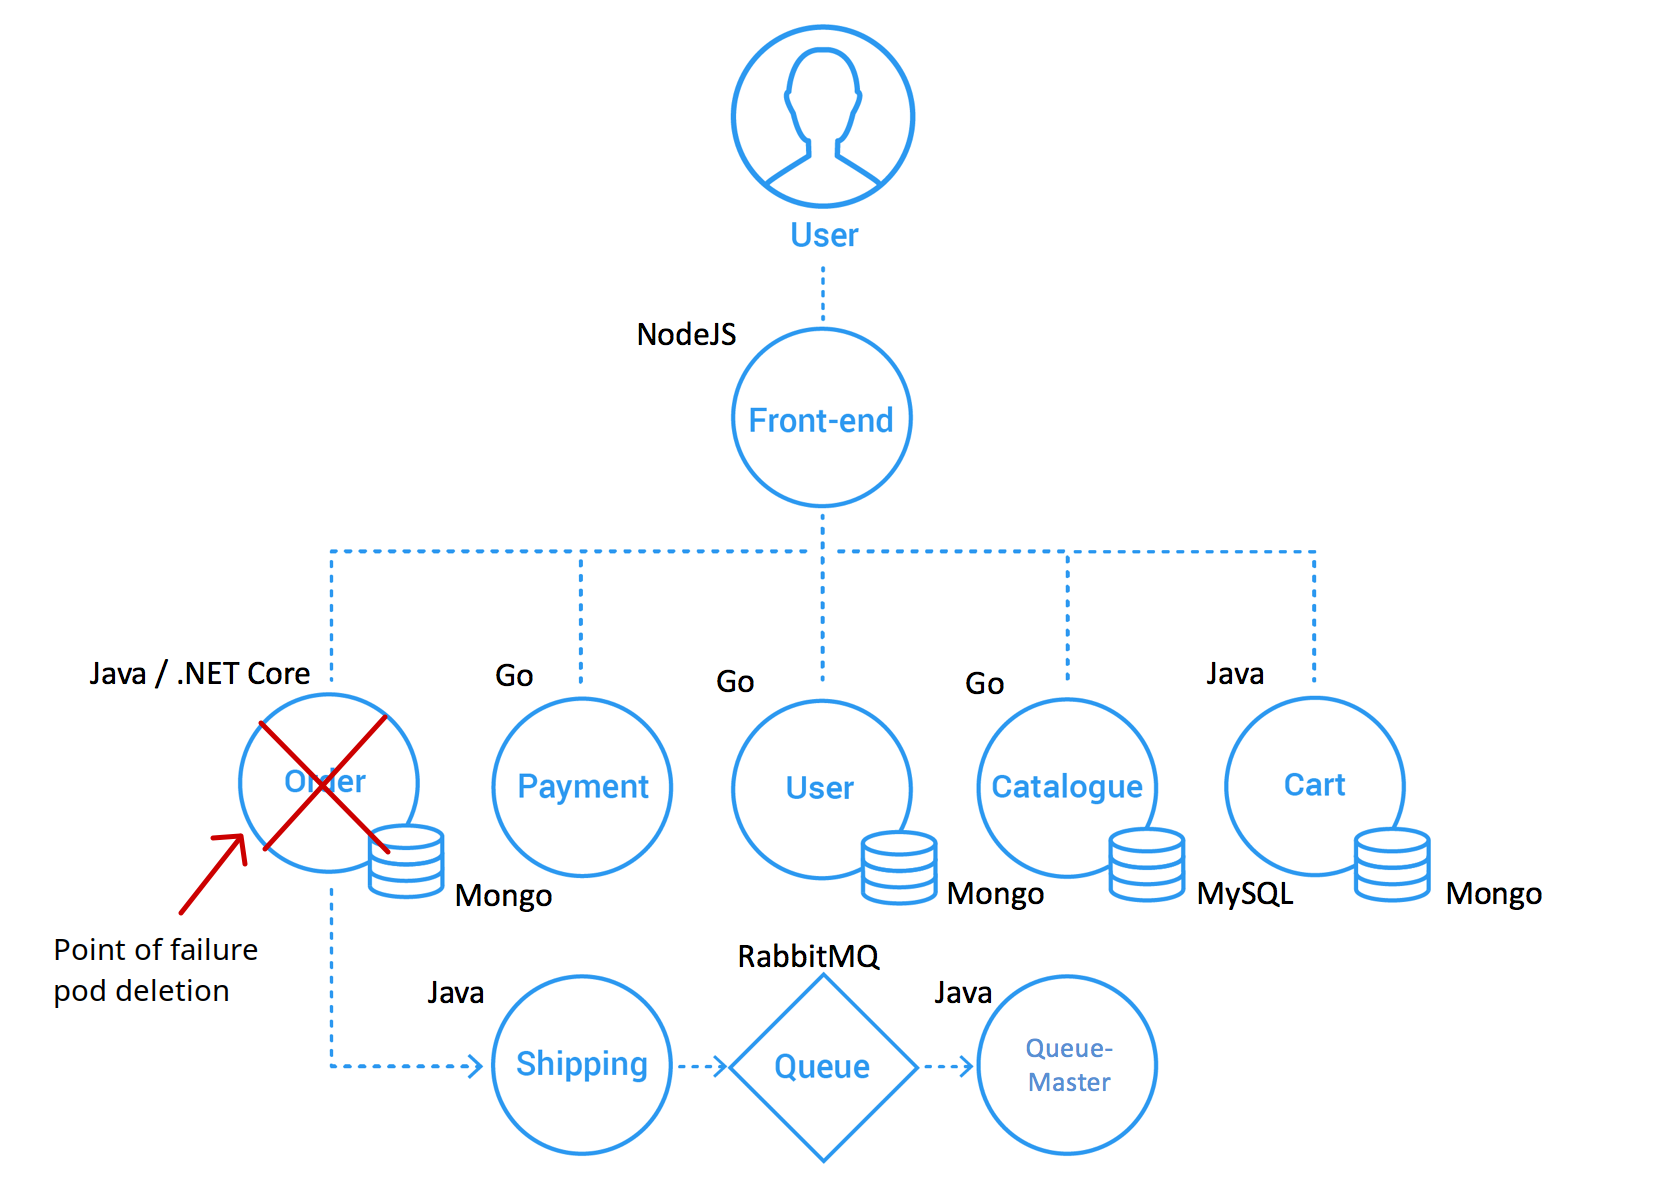 User
NodeJS
Front-end
Java / .NET Core
Go
Go
Go
Java
Order
Payment
User
Catalogue
Cart
Mongo
Mongo
MySQL
Mongo
Point of failure
pod deletion
Java
RabbitMQ
Java
Shipping
Queue
Queue-
Master